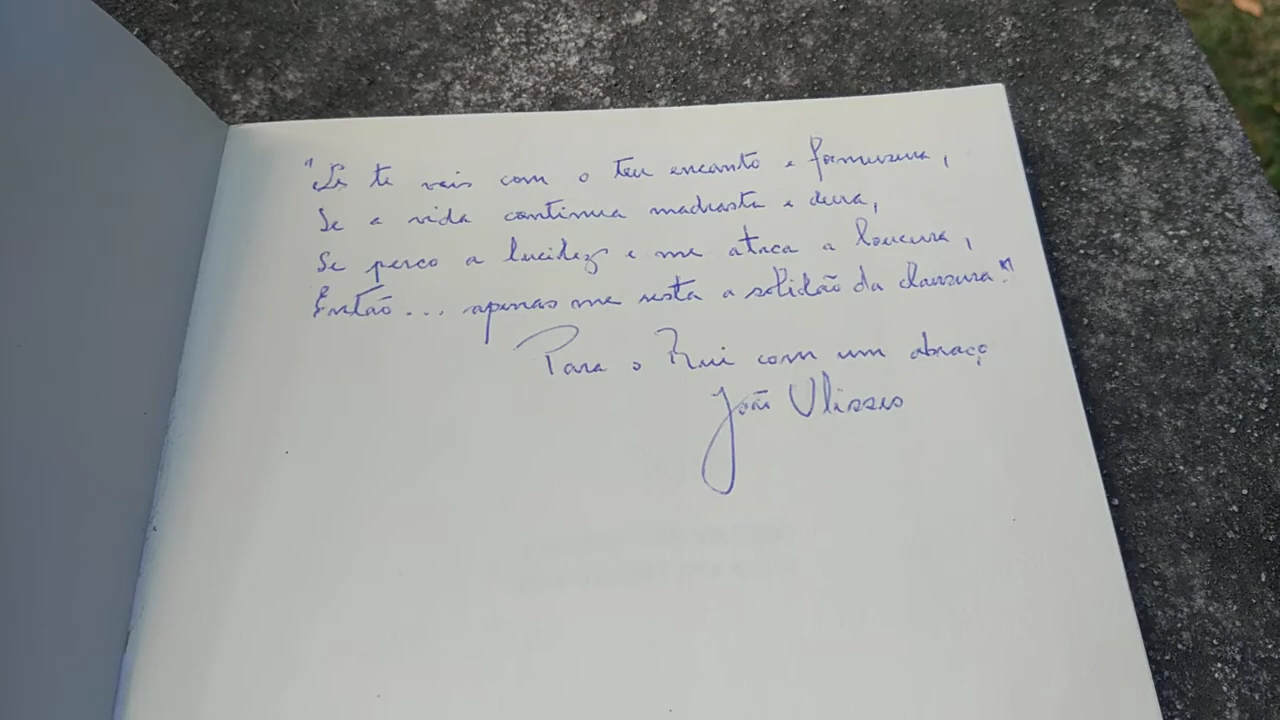 "Se te vais com o teu encanto e formusura,
Se a vida continua madrasta e dura,
Se perco a lucidez e me ataca a loucura,
Então... apenas me resta a solidão da clausura."
Para o Rui com um abraço
João Ulisses